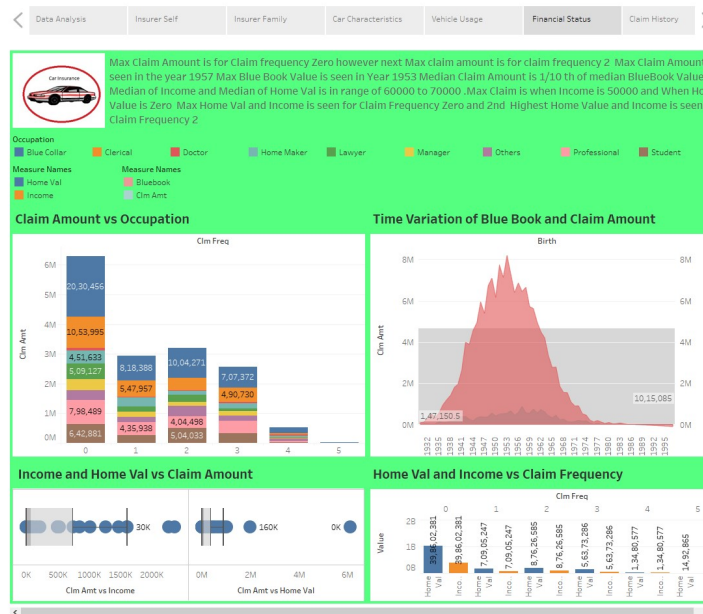 Data Analysis
Insurer Self
Insurer Family
Car Characteristics
Vehicle Usage
Financial Status
Claim History
Car Insurance
Max Claim Amount is for Claim frequency Zero however next Max claim amount is for claim frequency 2 Max Claim Amount
seen in the year 1957 Max Blue Book Value is seen in Year 1953 Median Claim Amount is 1/10 th of median BlueBook Value
Median of Income and Median of Home Val is in range of 60000 to 70000 .Max Claim is when Income is 50000 and When Ho
Value is Zero Max Home Val and Income is seen for Claim Frequency Zero and 2nd Highest Home Value and Income is seen
Claim Frequency 2
Occupation
Blue Collar
Clerical
Doctor
Home Maker
Lawyer
Manager
Others
Professional
Student
Measure Names
Home Val
Income
Measure Names
Bluebook
Clm Amt
Claim Amount vs Occupation
Clm Freq
Clm Amt
6M
5M
4M
3M
2M
1M
0M
20,30,456
10,53,995
4,51,633
5,09,127
7,98,489
6,42,881
8,18,388
5,47,957
4,35,938
10,04,271
4,04,498
5,04,033
7,07,372
4,90,730
0 1 2 3 4 5
Time Variation of Blue Book and Claim Amount
Birth
Clm Amt
8M
6M
4M
2M
0M
8M
6M
4M
2M
0M
1,47,150.5
10,15,085
1932 1935 1938 1941 1944 1947 1950 1953 1956 1959 1962 1965 1968 1971 1974 1977 1980 1983 1986 1989 1992 1995
Income and Home Val vs Claim Amount
30K
160K
0K
0K 500K 1000K 1500K 2000K
0M 2M 4M 6M
Clm Amt vs Income
Clm Amt vs Home Val
Home Val and Income vs Claim Frequency
Clm Freq
0 1 2 3 4 5
Value
2B
1B
0B
39,86,02,381
39,86,02,381
7,09,05,247
7,09,05,247
8,76,26,585
8,76,26,585
5,63,73,286
5,63,73,286
1,34,80,577
1,34,80,577
14,92,865
Home Val
Inco..
Home Val
Inco..
Home Val
Inco..
Home Val
Inco..
Home Val
Inco..
Home Val